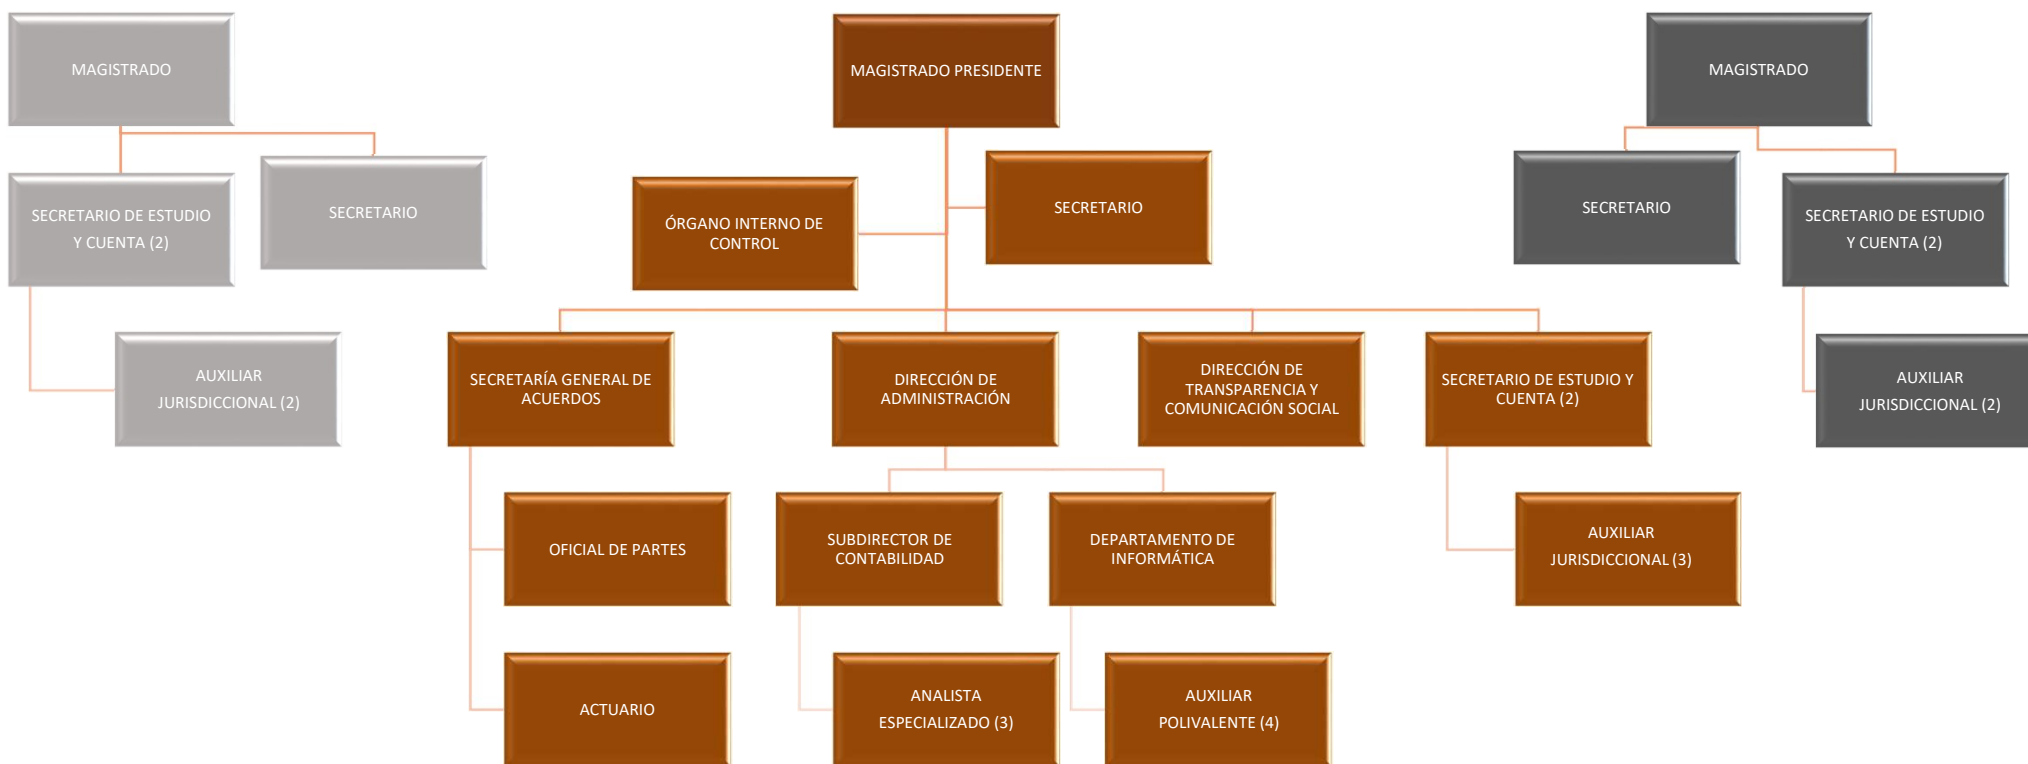 MAGISTRADO
MAGISTRADO PRESIDENTE
MAGISTRADO
SECRETARIO DE ESTUDIO
Y CUENTA (2)
SECRETARIO
ÓRGANO INTERNO DE
CONTROL
SECRETARIO
SECRETARIO
SECRETARIO DE ESTUDIO
Y CUENTA (2)
AUXILIAR
JURISDICCIONAL (2)
SECRETARÍA GENERAL DE
ACUERDOS
DIRECCIÓN DE
ADMINISTRACIÓN
DIRECCIÓN DE
TRANSPARENCIA Y
COMUNICACIÓN SOCIAL
SECRETARIO DE ESTUDIO Y
CUENTA (2)
AUXILIAR
JURISDICCIONAL (2)
OFICIAL DE PARTES
SUBDIRECTOR DE
CONTABILIDAD
DEPARTAMENTO DE
INFORMÁTICA
AUXILIAR
JURISDICCIONAL (3)
ACTUARIO
ANALISTA
ESPECIALIZADO (3)
AUXILIAR
POLIVALENTE (4)